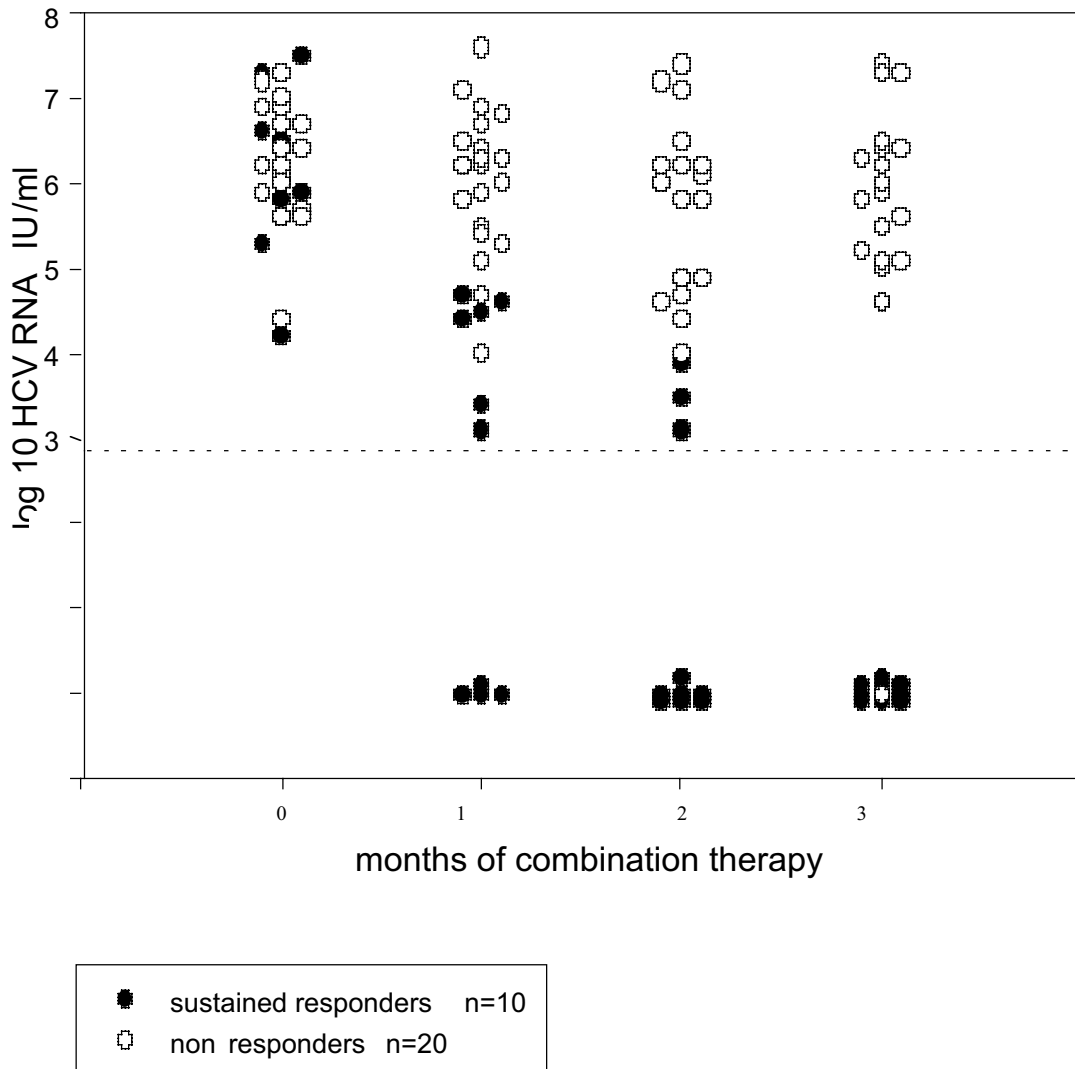 8
7
6
5
4
3
log 10 HCV RNA IU/ml
0 1 2 3
months of combination therapy
sustained responders n=10
non responders n=20